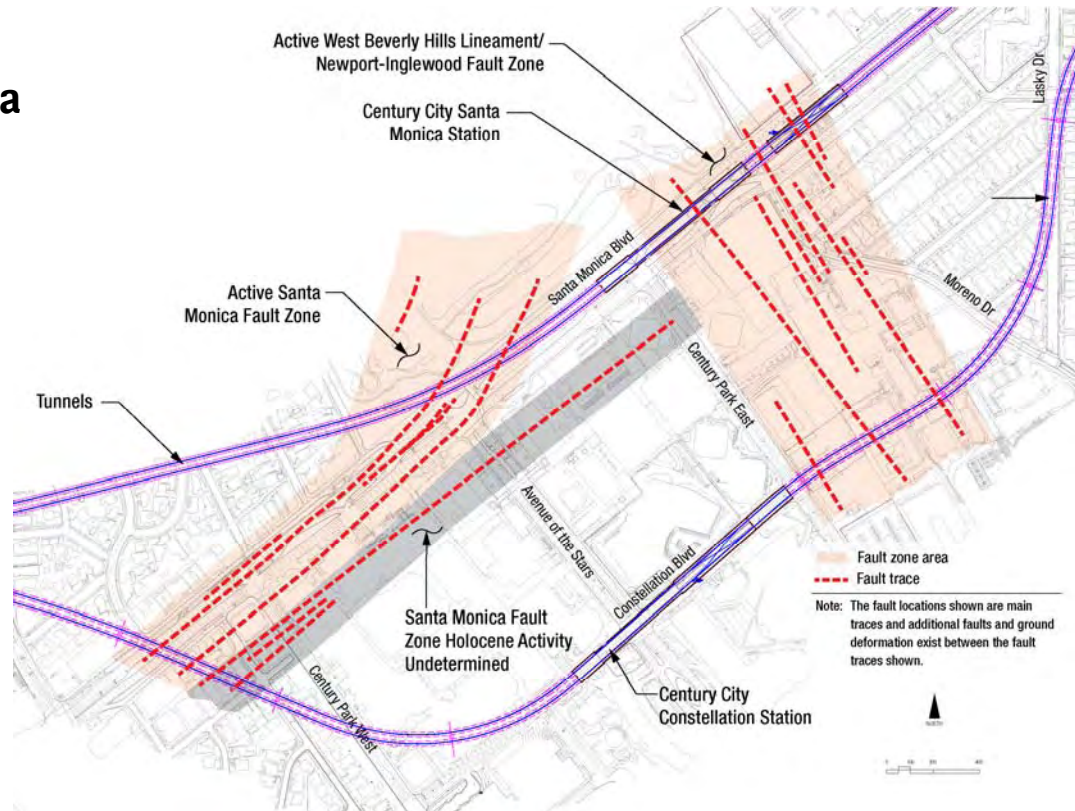 a
Active West Beverly Hills Lineament/
Newport-Inglewood Fault Zone
Century City Santa
Monica Station
Lasky Dr
Santa Monica Blvd
Active Santa
Monica Fault
Zone
Moreno Dr
Century Park East
Tunnels
Avenue of the Stars
Constellation Blvd
Fault zone area
Fault trace
Note: The fault locations shown are main
traces and additional faults and ground
deformation exist between the fault
traces shown.
Santa Monica Fault
Zone Holocene Activity
Undetermined
Century Park West
Century City
Constellation Station
NORTH